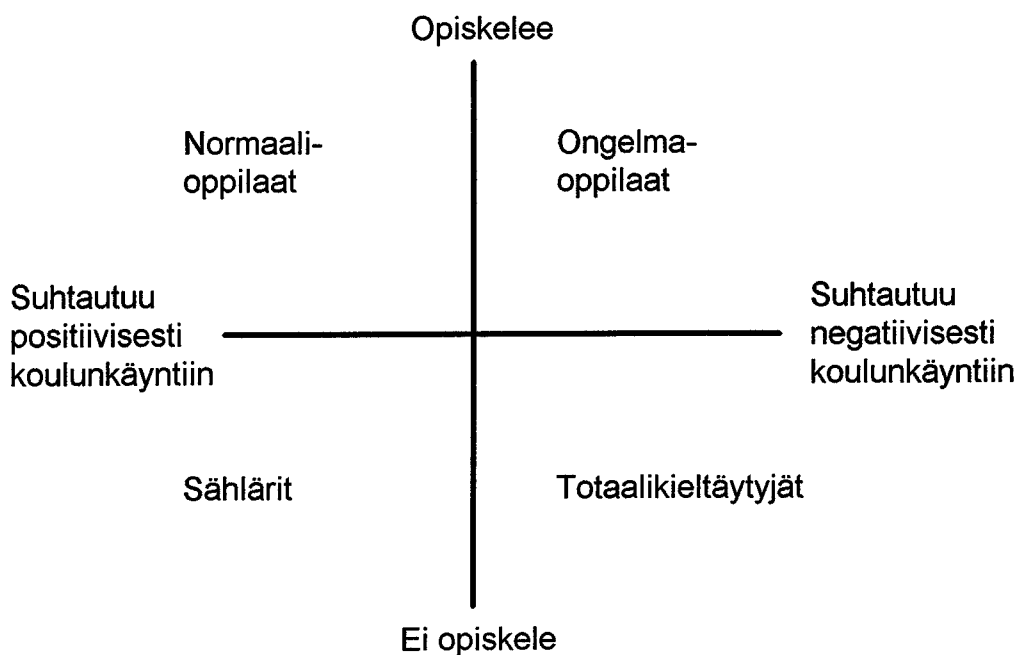 Opiskelee
Normaali-
oppilaat
Ongelma-
oppilaat
Suhtautuu
positiivisesti
koulunkäyntiin
Suhtautuu
negatiivisesti
koulunkäyntiin
Sählärit
Totaalikieltäytyjät
Ei opiskele